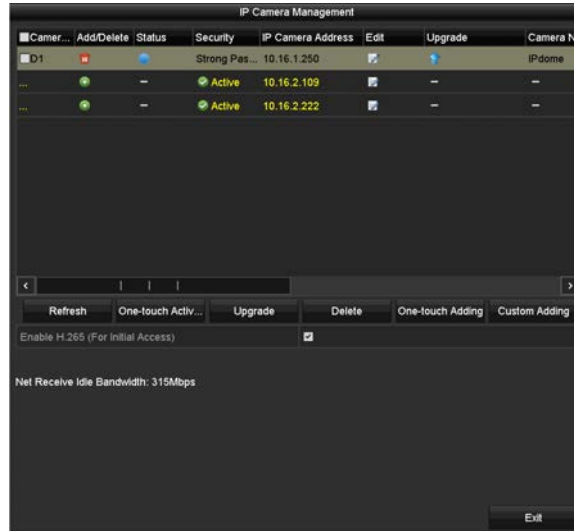 IP Camera Management
Camer... Add/Delete Status Security IP Camera Address Edit Upgrade Camera N
D1 Strong Pas... 10.16.1.250 IPdome
... – Active 10.16.2.109 – –
... – Active 10.16.2.222 – –
Refresh One-touch Activ... Upgrade Delete One-touch Adding Custom Adding
Enable H.265 (For Initial Access)
Net Receive Idle Bandwidth: 315Mbps
Exit